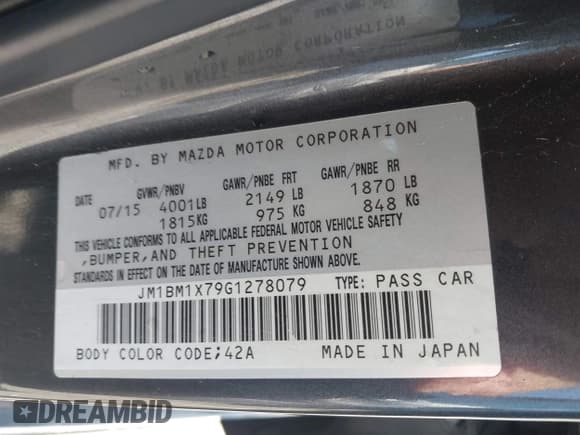 MFD. BY MAZDA MOTOR CORPORATION
DATE GVWR/PNBV GAWR/PNBE FRT GAWR/PNBE RR
07/15 4001LB 2149 LB 1870 LB
1815KG 975 KG 848 KG
THIS VEHICLE CONFORMS TO ALL APPLICABLE FEDERAL MOTOR VEHICLE SAFETY
,BUMPER,AND THEFT PREVENTION
STANDARDS IN EFFECT ON THE DATE OF MANUFACTURE SHOWN ABOVE.
JM1BM1X79G1278079 TYPE: PASS CAR
BODY COLOR CODE;42A MADE IN JAPAN
DREAMBID